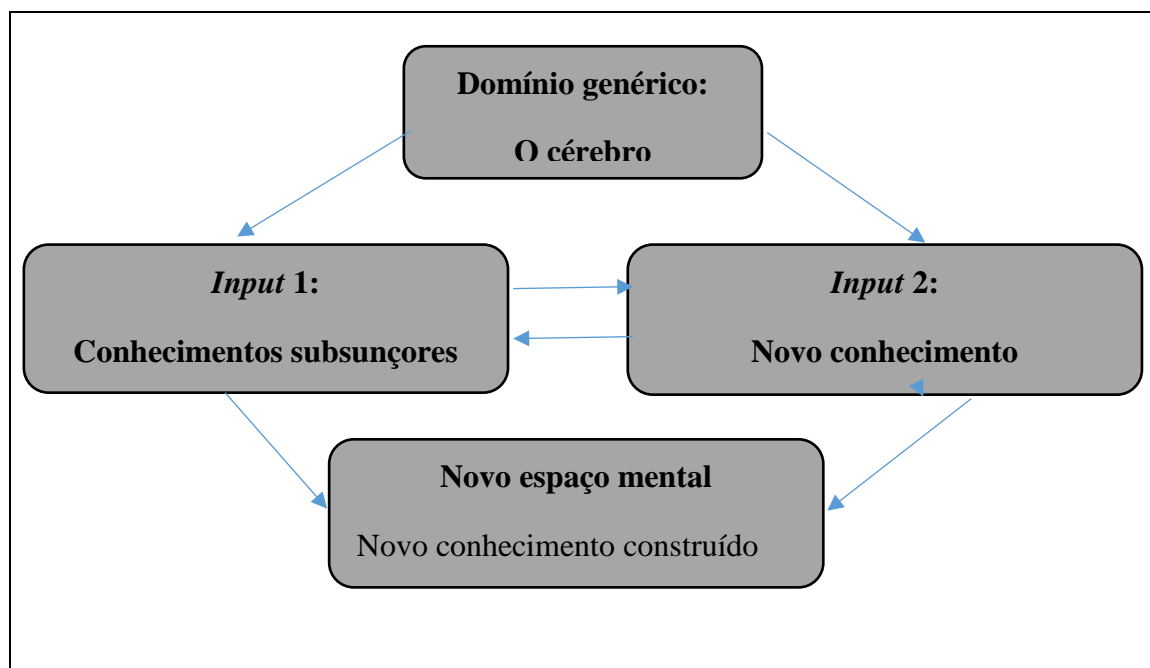 Domínio genérico:
O cérebro
Input 1:
Conhecimentos subsunçores
Input 2:
Novo conhecimento
Novo espaço mental
Novo conhecimento construído